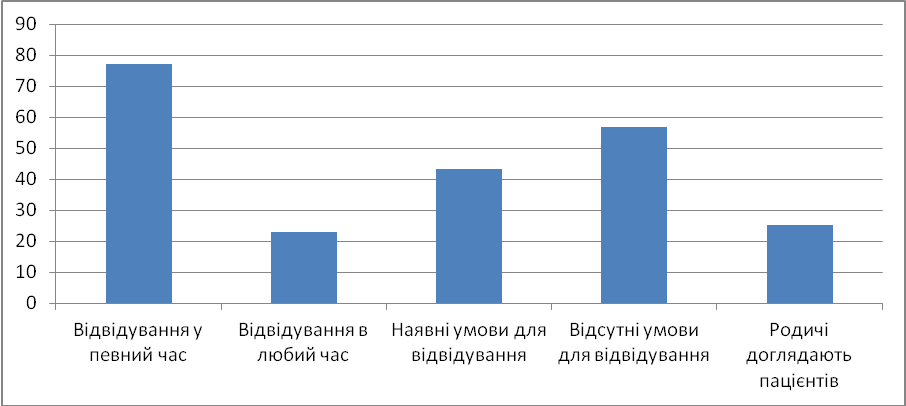 90
80
70
60
50
40
30
20
10
0
Відвідування у
певний час
Відвідування в
любий час
Наявні умови для
відвідування
Відсутні умови
для відвідування
Родичі
доглядають
пацієнтів